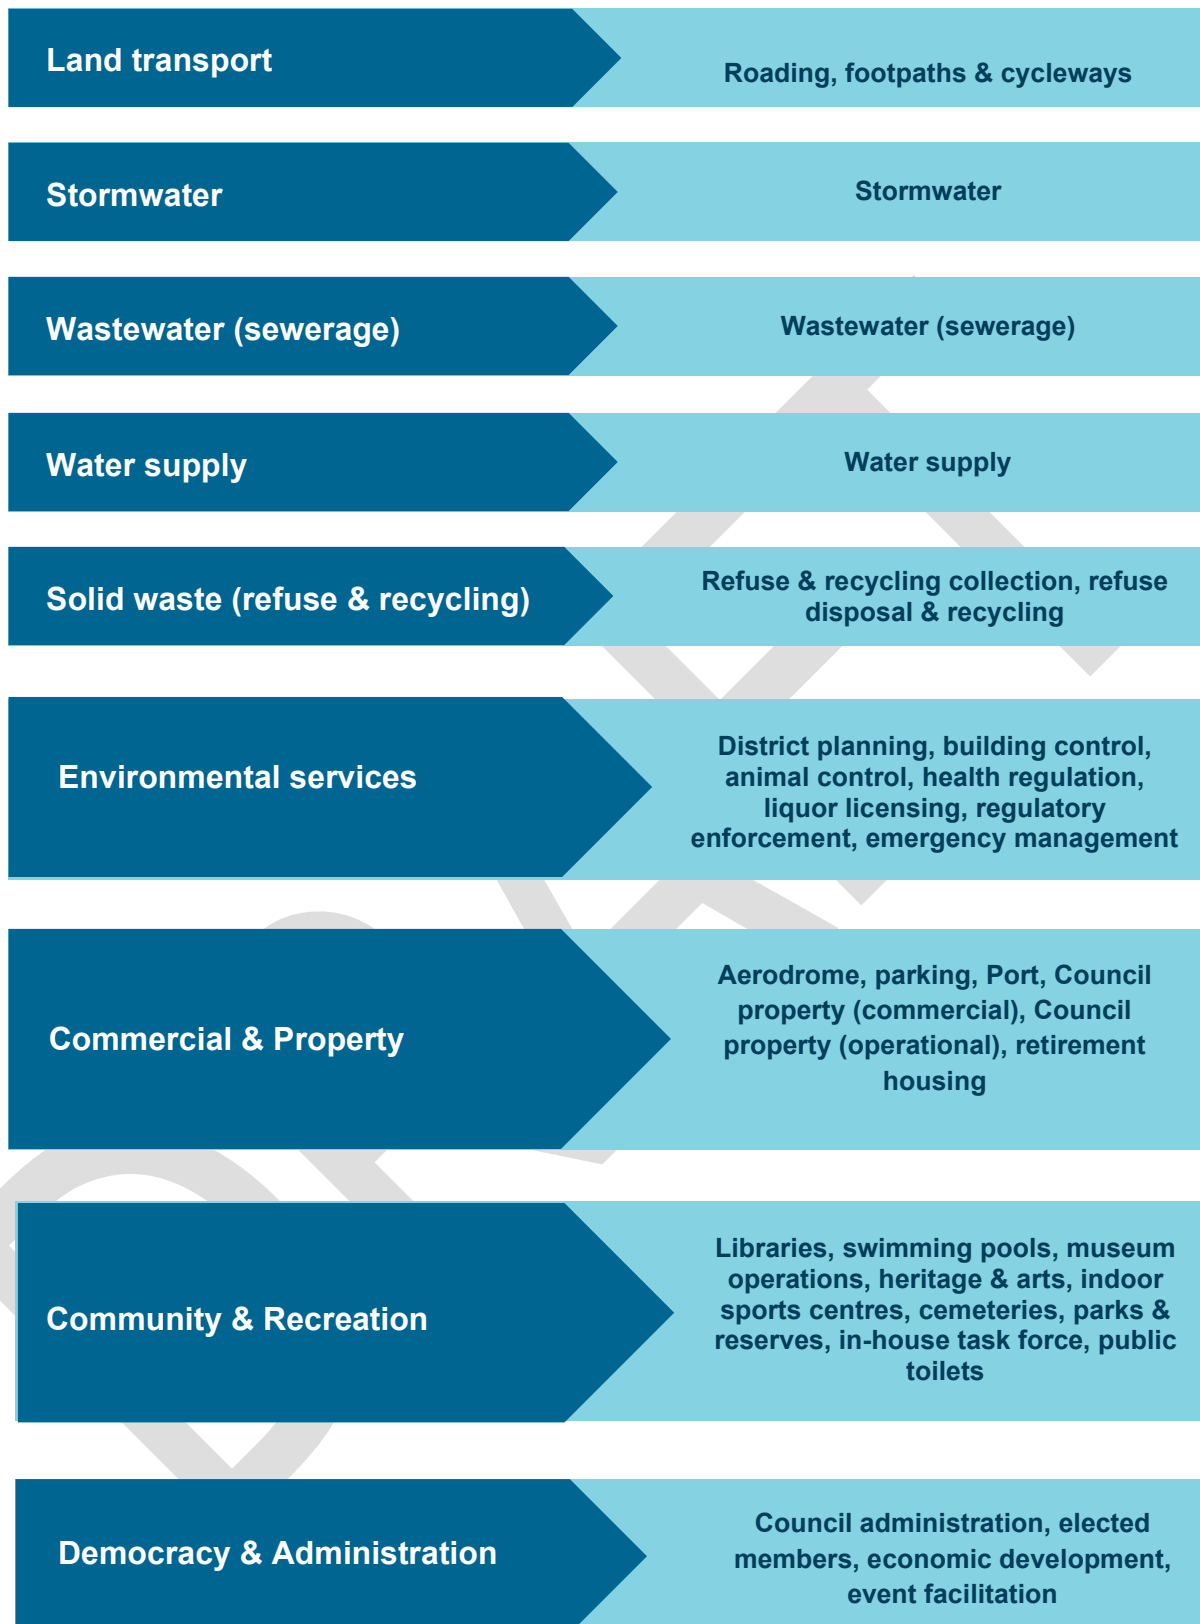 Land transport
Roading, footpaths & cycleways
Stormwater
Stormwater
Wastewater (sewerage)
Wastewater (sewerage)
Water supply
Water supply
Solid waste (refuse & recycling)
Refuse & recycling collection, refuse
disposal & recycling
Environmental services
District planning, building control,
animal control, health regulation,
liquor licensing, regulatory
enforcement, emergency management
Commercial & Property
Aerodrome, parking, Port, Council
property (commercial), Council
property (operational), retirement
housing
Community & Recreation
Libraries, swimming pools, museum
operations, heritage & arts, indoor
sports centres, cemeteries, parks &
reserves, in-house task force, public
toilets
Democracy & Administration
Council administration, elected
members, economic development,
event facilitation
DRAFT